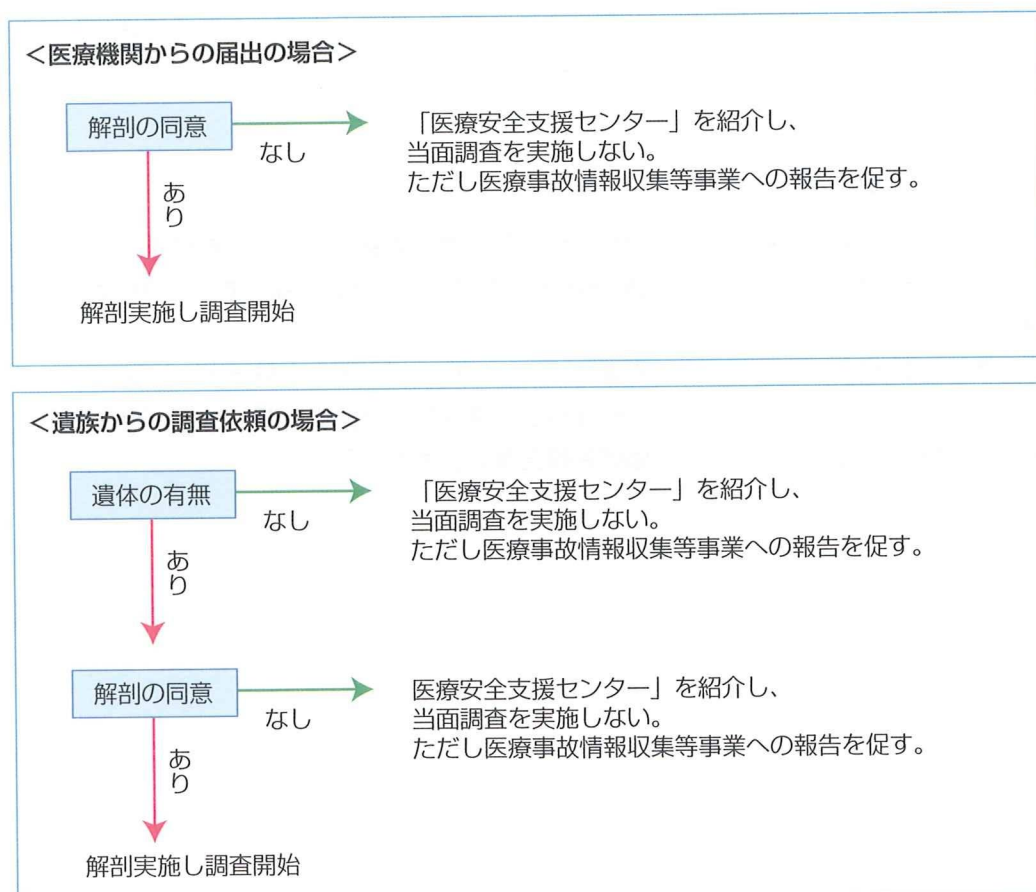 ＜医療機関からの届出の場合＞
解剖の同意
なし
「医療安全支援センター」を紹介し、
当面調査を実施しない。
ただし医療事故情報収集等事業への報告を促す。
あり
解剖実施し調査開始
＜遺族からの調査依頼の場合＞
遺体の有無
なし
「医療安全支援センター」を紹介し、
当面調査を実施しない。
ただし医療事故情報収集等事業への報告を促す。
あり
解剖の同意
なし
医療安全支援センター」を紹介し、
当面調査を実施しない。
ただし医療事故情報収集等事業への報告を促す。
あり
解剖実施し調査開始